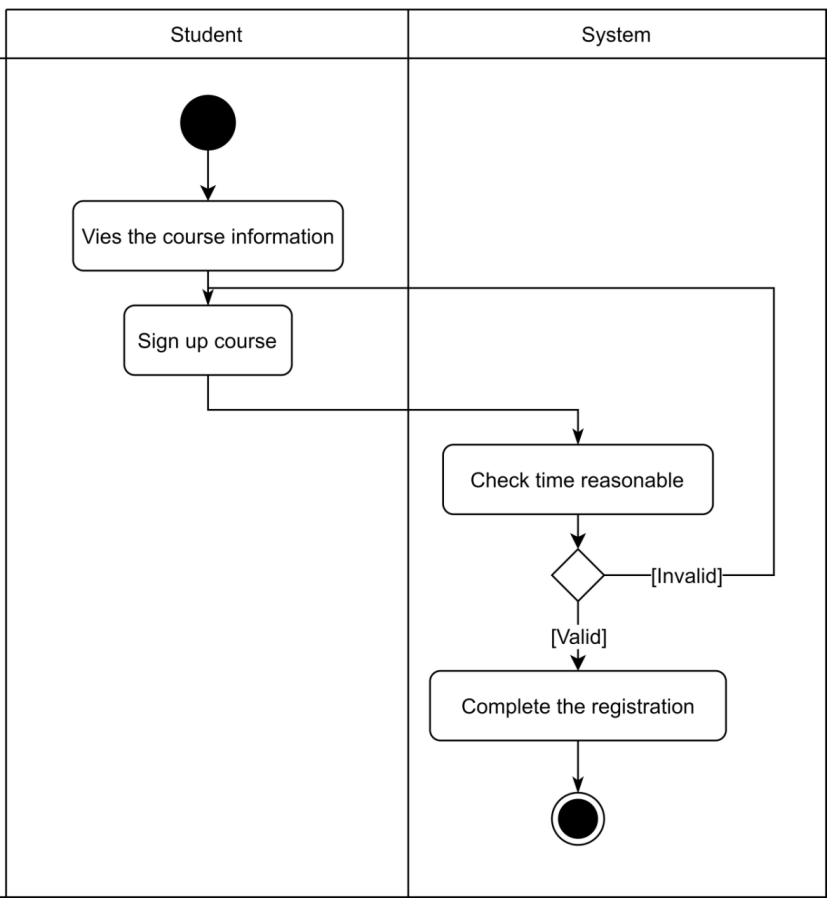 Student
System
Vies the course information
Sign up course
Check time reasonable
[Invalid]
[Valid]
Complete the registration